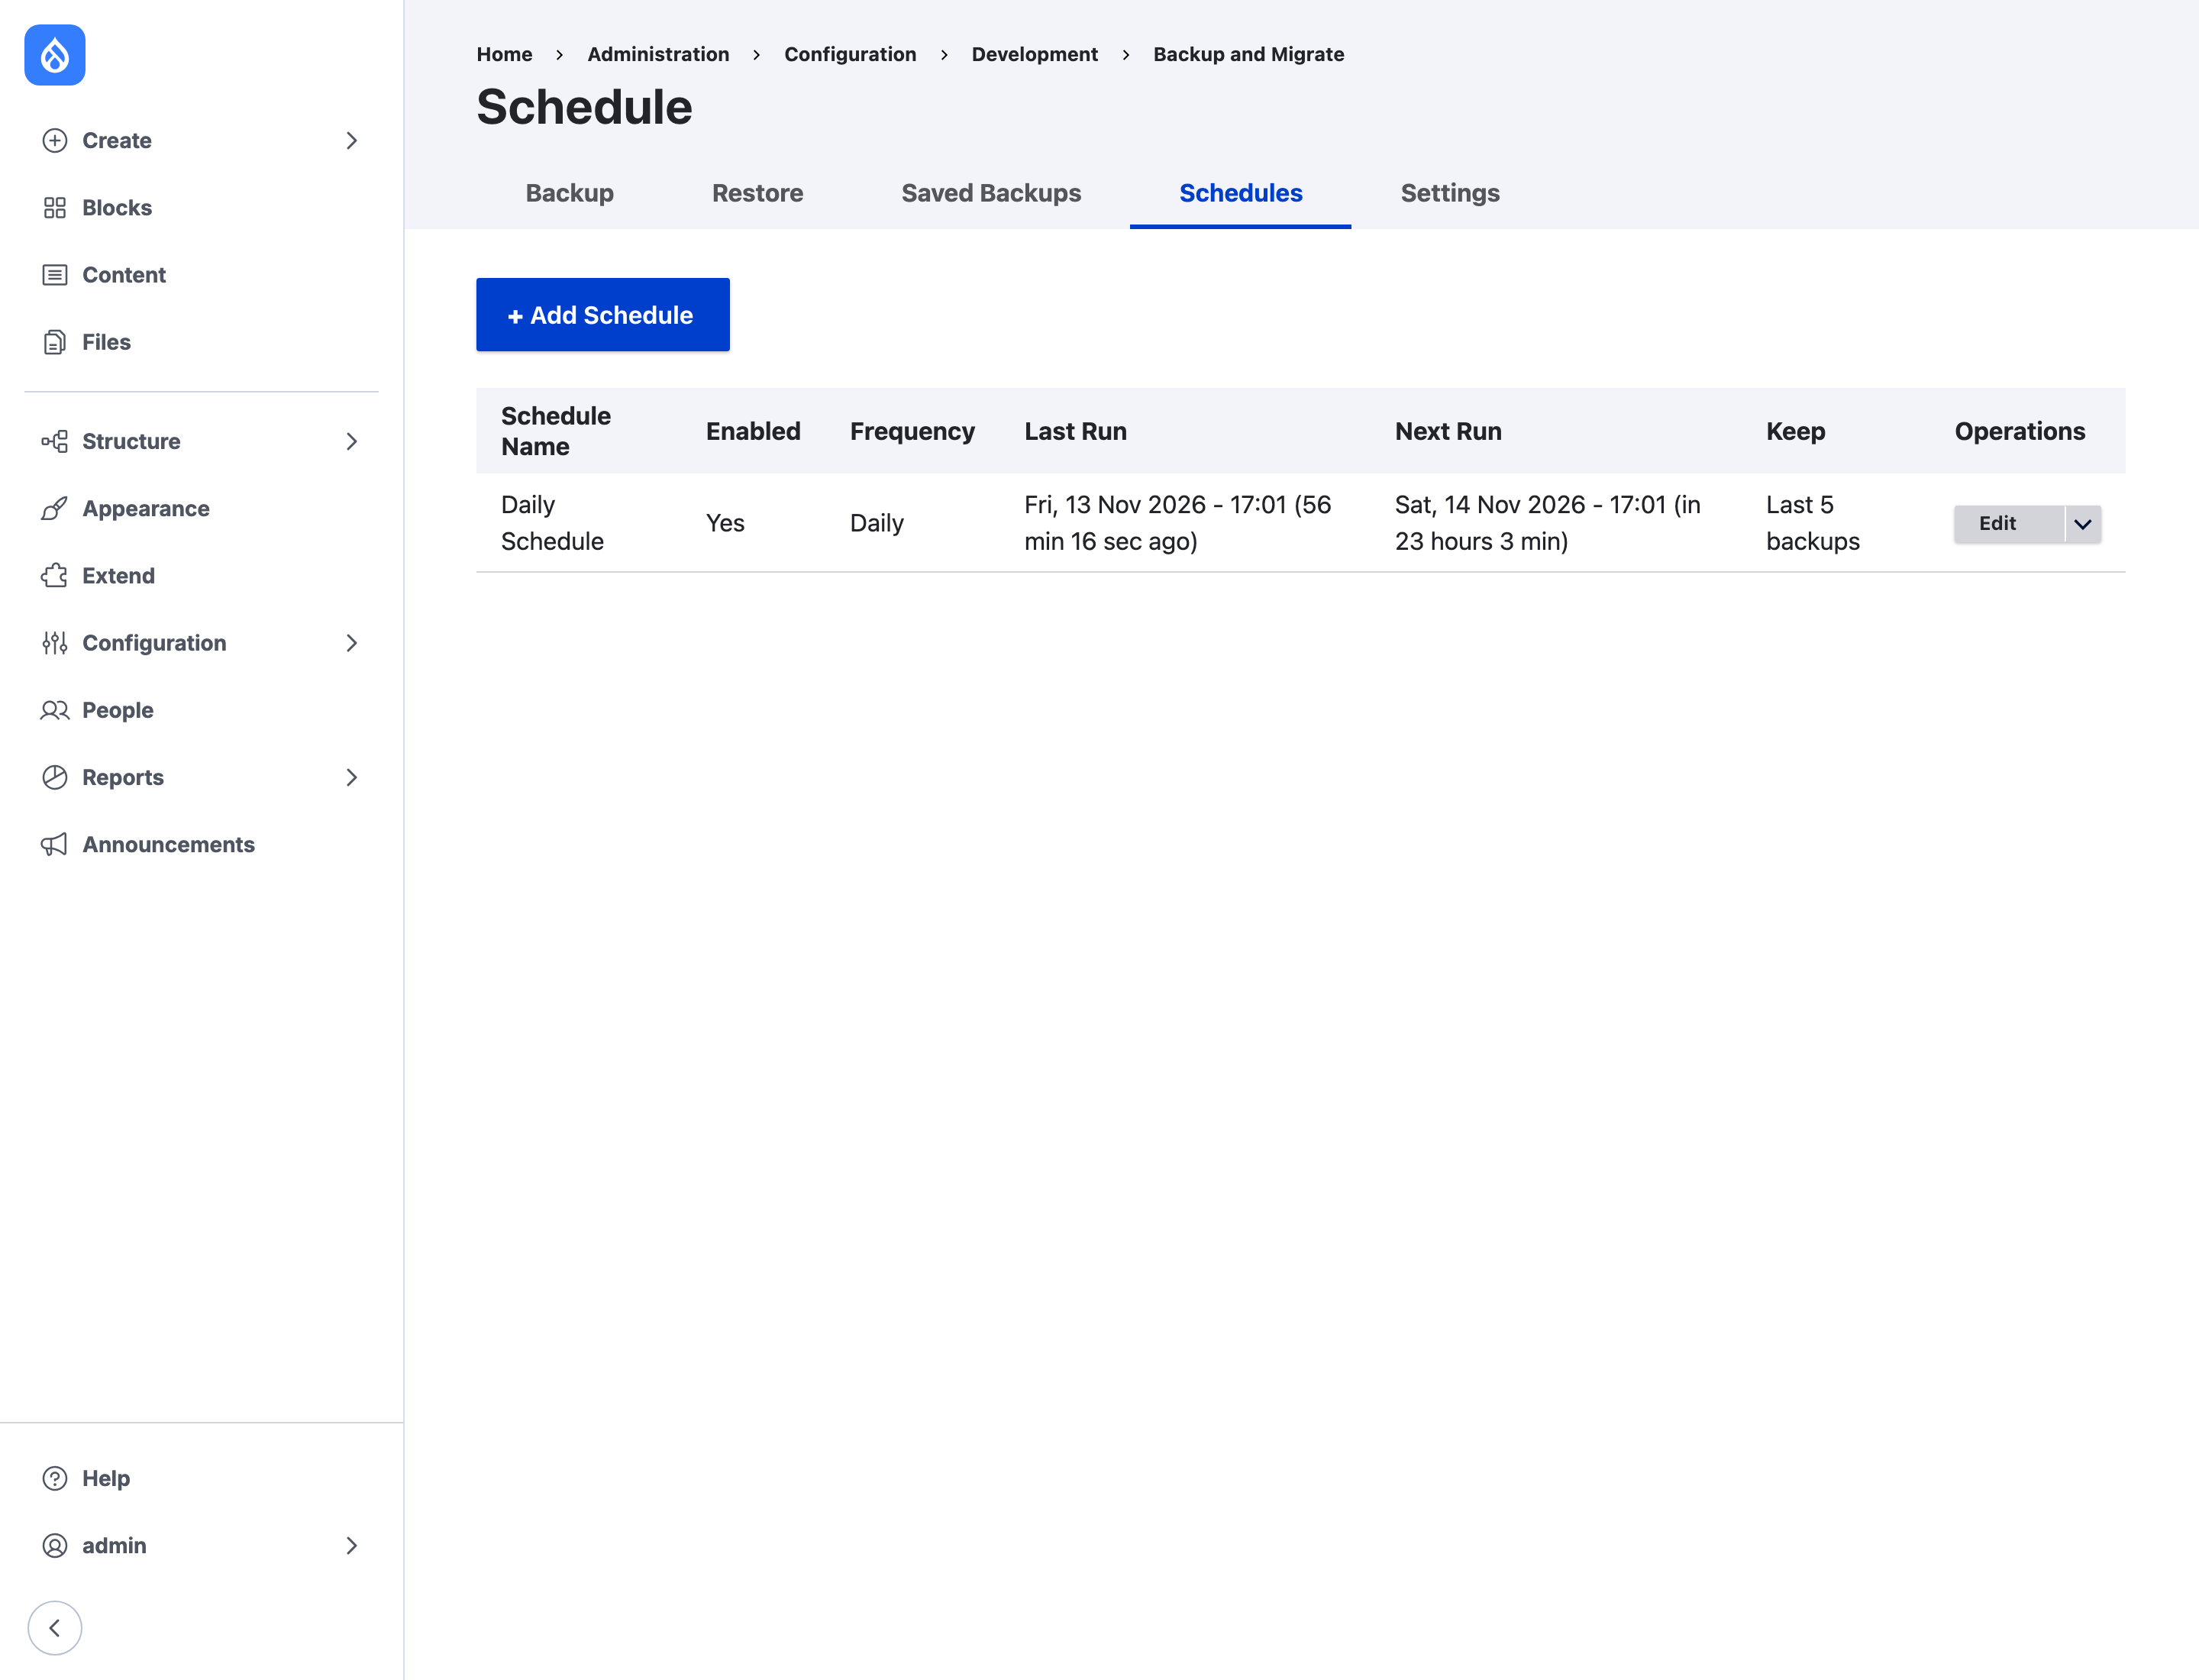 Home > Administration > Configuration > Development > Backup and Migrate
Schedule
Backup Restore Saved Backups Schedules Settings
+ Add Schedule
Schedule Name Enabled Frequency Last Run Next Run Keep Operations
Daily Schedule Yes Daily Fri, 13 Nov 2026 - 17:01 (56 min 16 sec ago) Sat, 14 Nov 2026 - 17:01 (in 23 hours 3 min) Last 5 backups Edit
Create
Blocks
Content
Files
Structure
Appearance
Extend
Configuration
People
Reports
Announcements
Help
admin